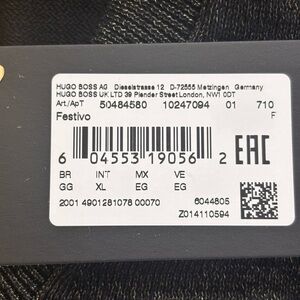 HUGO BOSS AG Dieselstrasse 12 D-72555 Metzingen Germany
HUGO BOSS UK LTD 39 Plender Street London, NW1 0DT
Art./ApT 50484580 10247094 01 710
Festivo F
6 04553 19056 2 EAC
BR INT MX VE
GG XL EG EG
2001 4901281078 00070 6044805
Z014110594